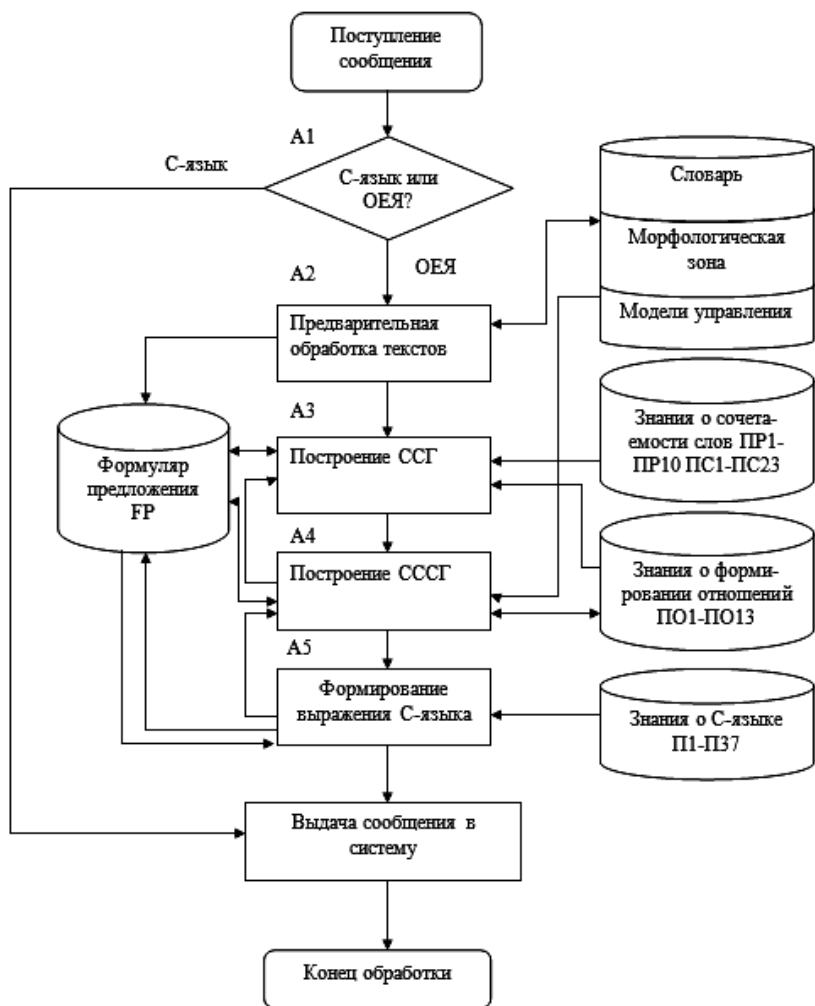 Поступление
сообщения
А1
С-язык
С-язык или
ОЕЯ?
Словарь
Морфологическая
зона
Модели управления
ОЕЯ
А2
Предварительная
обработка текстов
А3
Знания о сочета-
емости слов ПР1-
ПР10 ПС1-ПС23
Формуляр
предложения
FP
Построение ССГ
А4
Построение СССГ
Знания о форми-
ровании отношений
ПО1-ПО13
А5
Формирование
выражения С-языка
Знания о С-языке
П1-П37
Выдача сообщения в
систему
Конец обработки